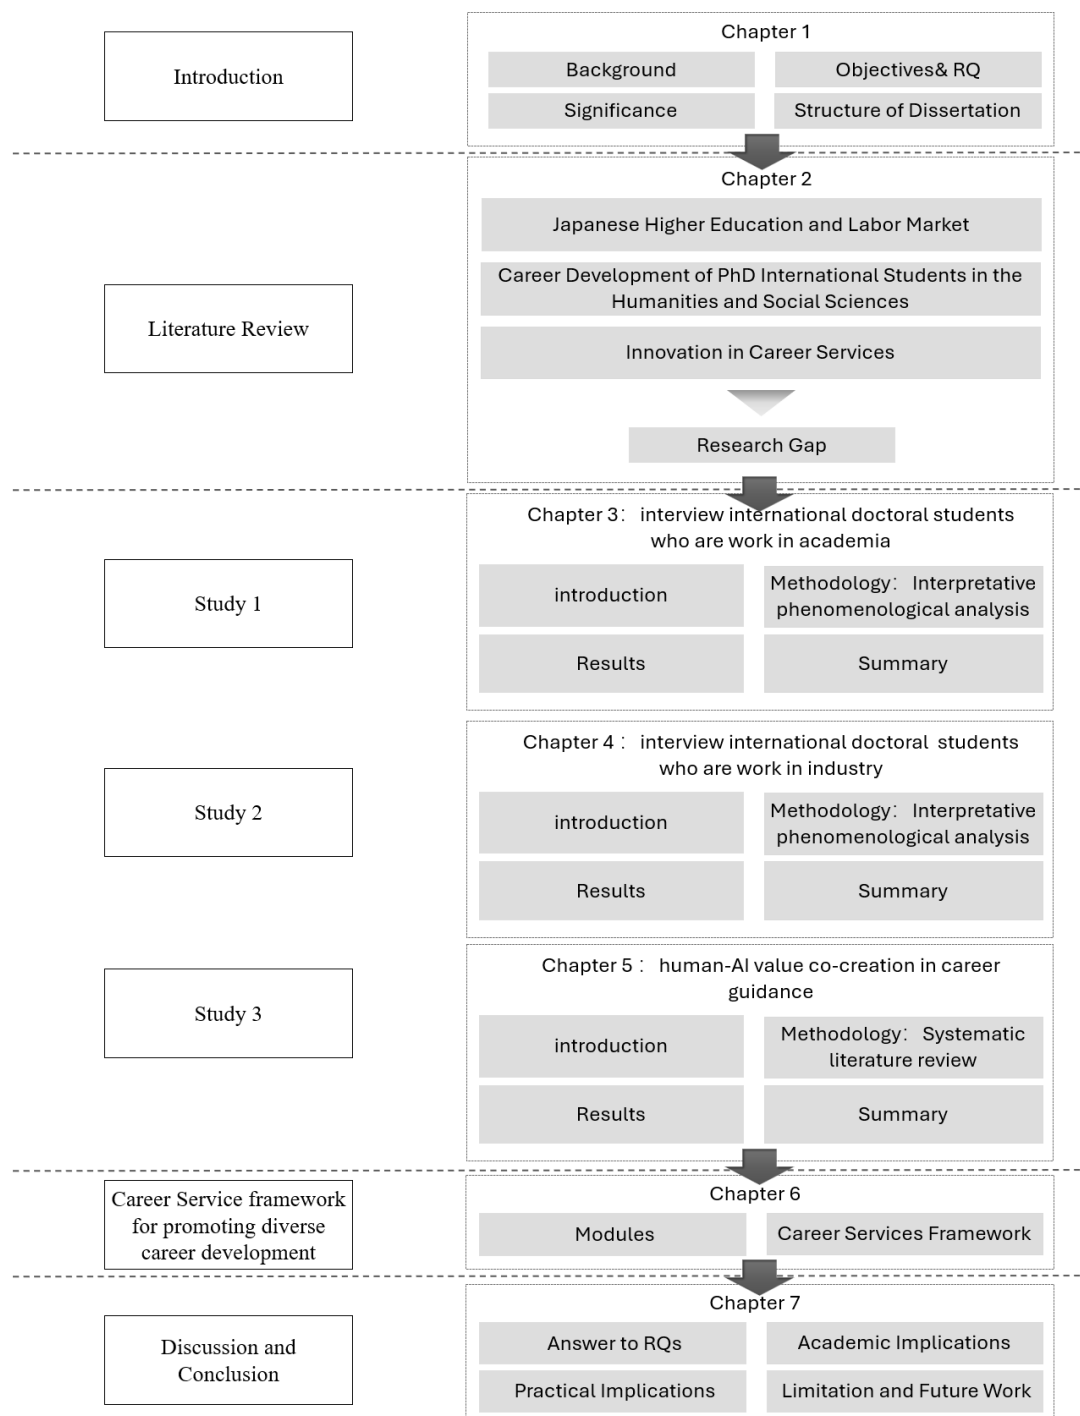 Introduction
Chapter 1
Background
Objectives& RQ
Significance
Structure of Dissertation
Literature Review
Chapter 2
Japanese Higher Education and Labor Market
Career Development of PhD International Students in the
Humanities and Social Sciences
Innovation in Career Services
Research Gap
Study 1
Chapter 3： interview international doctoral students
who are work in academia
introduction
Methodology： Interpretative
phenomenological analysis
Results
Summary
Study 2
Chapter 4： interview international doctoral students
who are work in industry
introduction
Methodology： Interpretative
phenomenological analysis
Results
Summary
Study 3
Chapter 5： human-AI value co-creation in career
guidance
introduction
Methodology： Systematic
literature review
Results
Summary
Career Service framework
for promoting diverse
career development
Chapter 6
Modules
Career Services Framework
Discussion and
Conclusion
Chapter 7
Answer to RQs
Academic Implications
Practical Implications
Limitation and Future Work